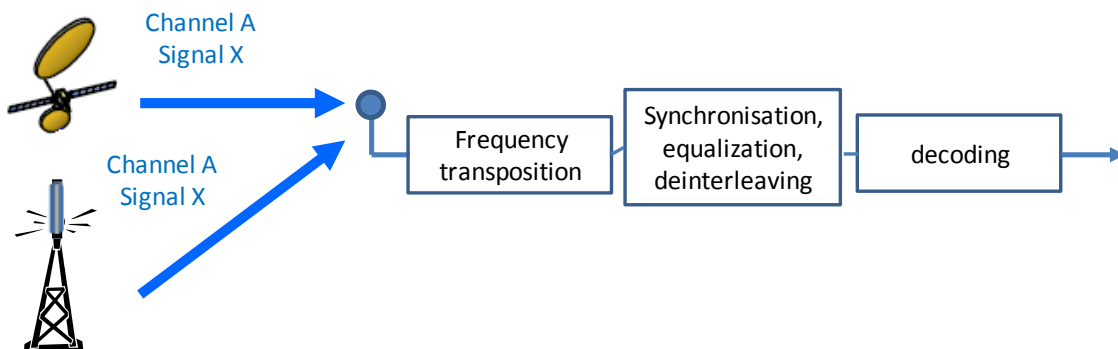 Channel A
Signal X
Channel A
Signal X
Frequency
transposition
Synchronisation,
equalization,
deinterleaving
decoding